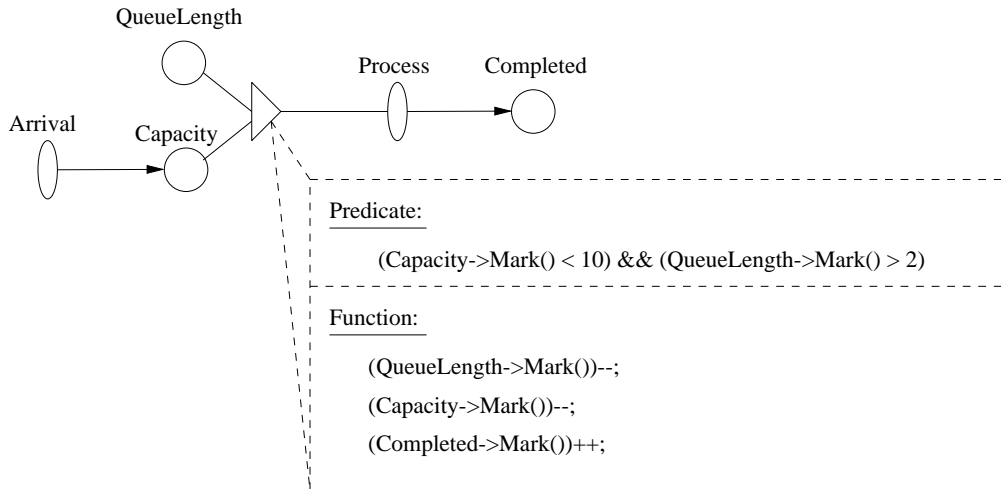 QueueLength
Process
Completed
Arrival
Capacity
Predicate:
(Capacity->Mark() < 10) && (QueueLength->Mark() > 2)
Function:
(QueueLength->Mark())--;
(Capacity->Mark())--;
(Completed->Mark())++;